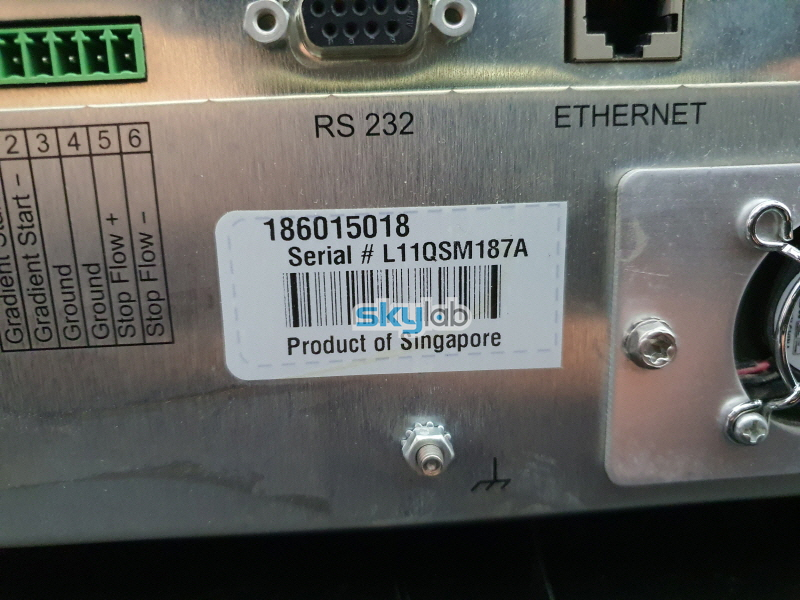 RS 232
ETHERNET
2 3 4 5 6
Gradient
Gradient Start -
Ground
Ground
Stop Flow +
Stop Flow -
186015018
Serial # L11QSM187A
skylab
Product of Singapore